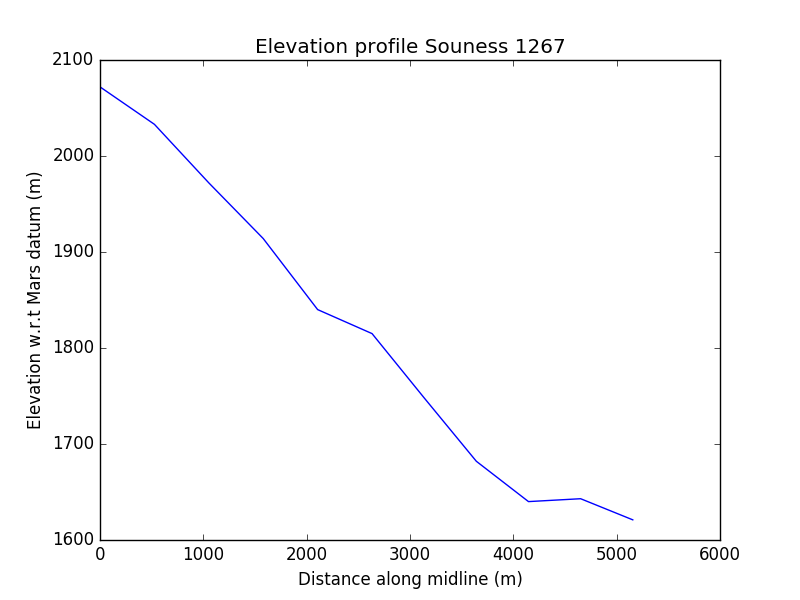 Elevation profile Souness 1267
2100
2000
1900
1800
1700
1600
Elevation w.r.t Mars datum (m)
0 1000 2000 3000 4000 5000 6000
Distance along midline (m)